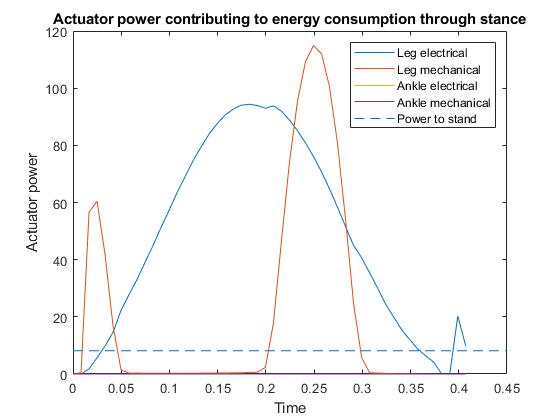 Actuator power contributing to energy consumption through stance
120
100
80
60
40
20
0
Actuator power
Leg electrical
Leg mechanical
Ankle electrical
Ankle mechanical
Power to stand
0 0.05 0.1 0.15 0.2 0.25 0.3 0.35 0.4 0.45
Time